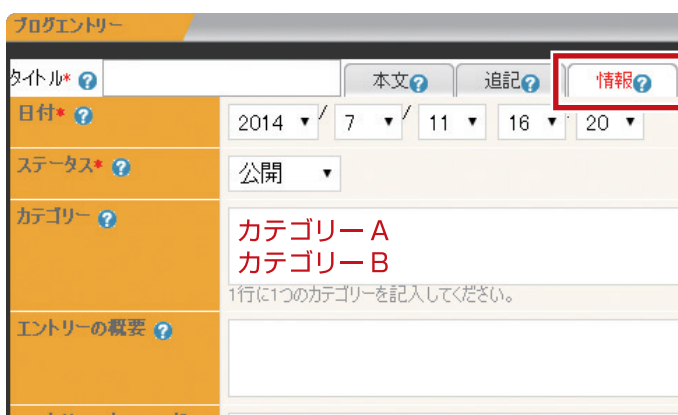 ブログエントリー
タイトル* ? 本文? 追記? 情報?
日付* ? 2014 / 7 / 11 16 : 20
ステータス* ? 公開
カテゴリー ? カテゴリーA
カテゴリーB
1行に1つのカテゴリーを記入してください。
エントリーの概要 ?